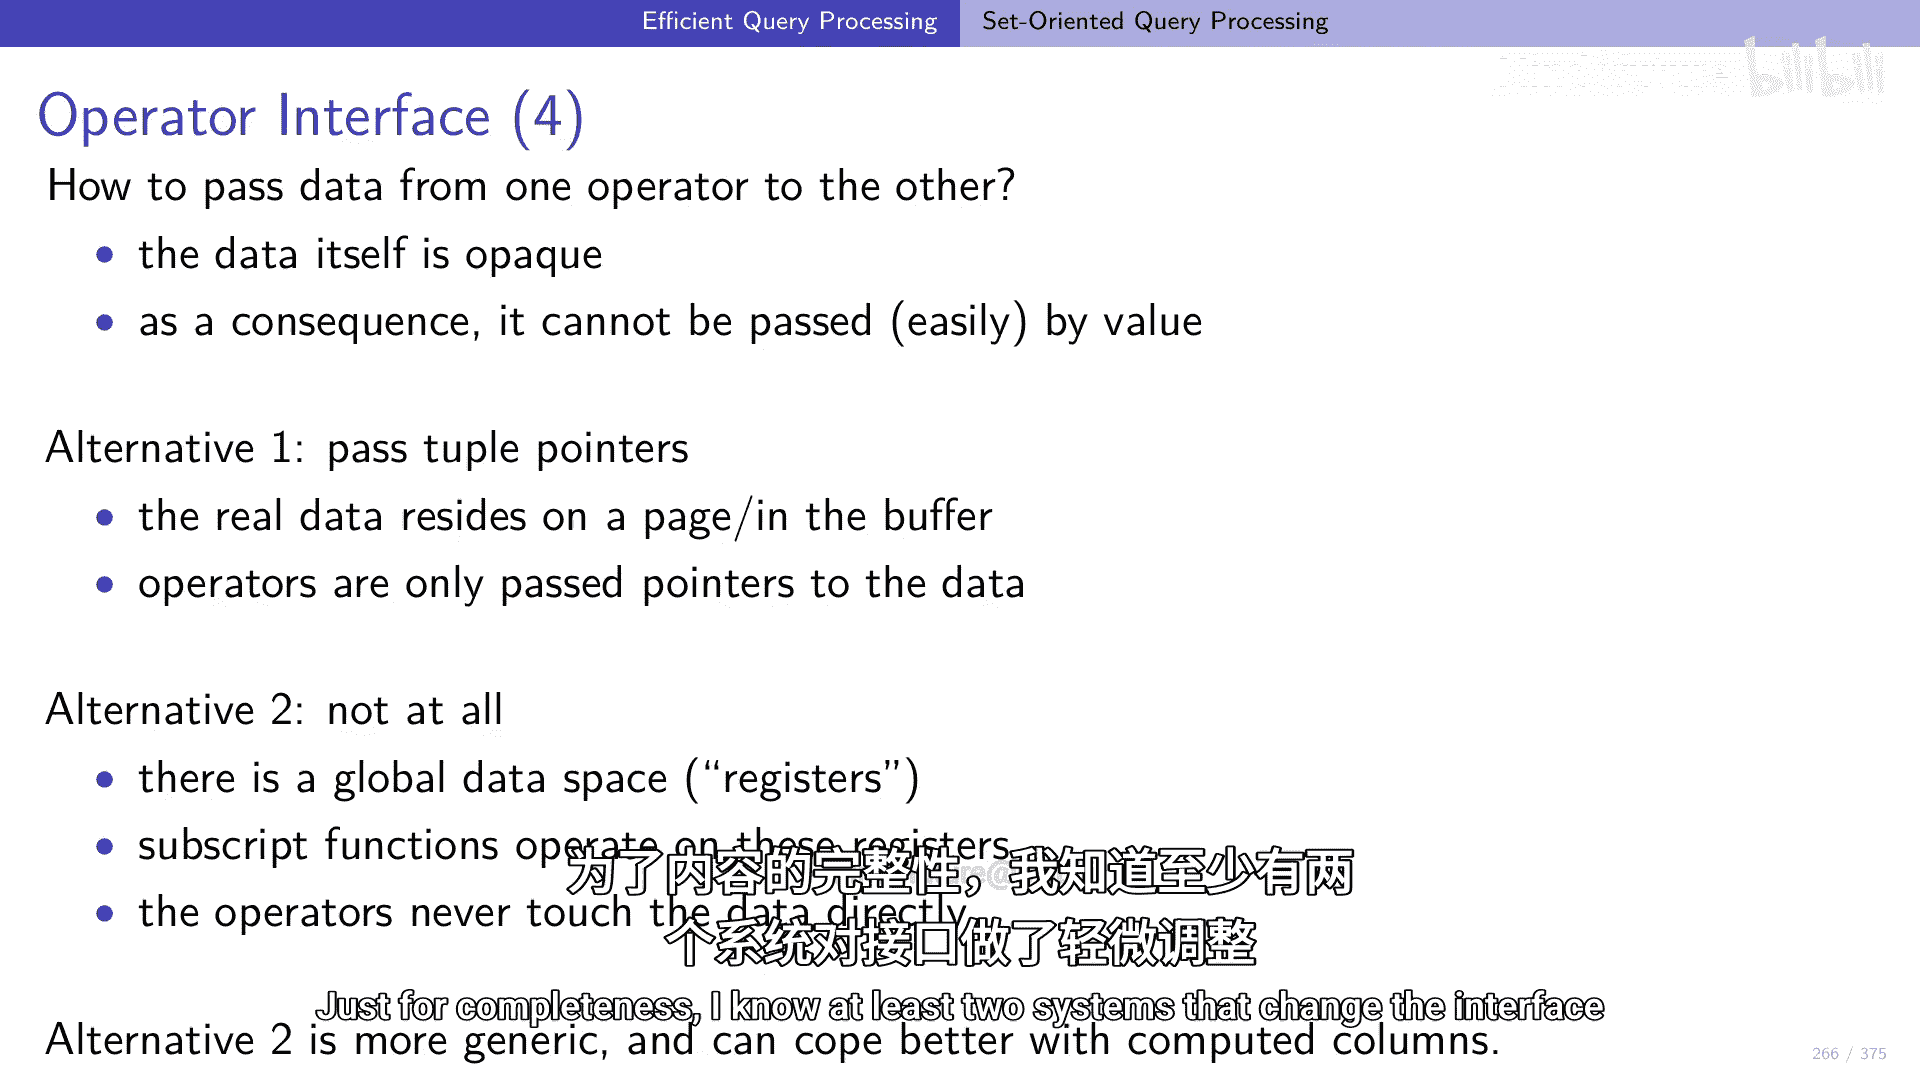 Efficient Query Processing
Set-Oriented Query Processing
bilibili
Operator Interface (4)
How to pass data from one operator to the other?
• the data itself is opaque
• as a consequence, it cannot be passed (easily) by value
Alternative 1: pass tuple pointers
• the real data resides on a page/in the buffer
• operators are only passed pointers to the data
Alternative 2: not at all
• there is a global data space (“registers”)
• subscript functions operate on these registers
• the operators never touch the data directly
为了内容的完整性，我知道至少有两
个系统对接口做了轻微调整
Just for completeness, I know at least two systems that change the interface
Alternative 2 is more generic, and can cope better with computed columns.
266 / 375